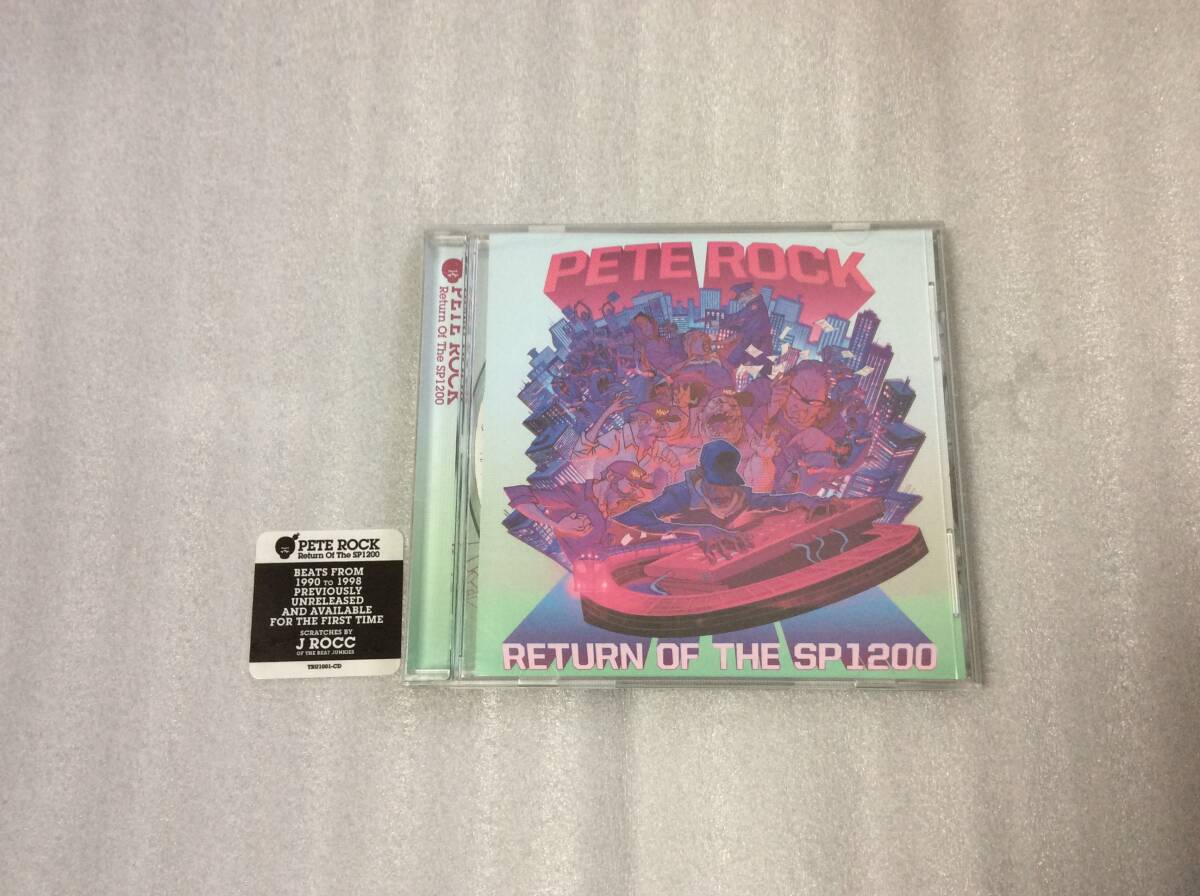 PETE ROCK
RETURN OF THE SP1200
PETE ROCK
Return Of The SP1200
PETE ROCK
Return Of The SP1200
BEATS FROM
1990 TO 1998
PREVIOUSLY
UNRELEASED
AND AVAILABLE
FOR THE FIRST TIME
SCRATCHES BY
J ROCC
OF THE BEAT JUNKIES
TRU1001-CD